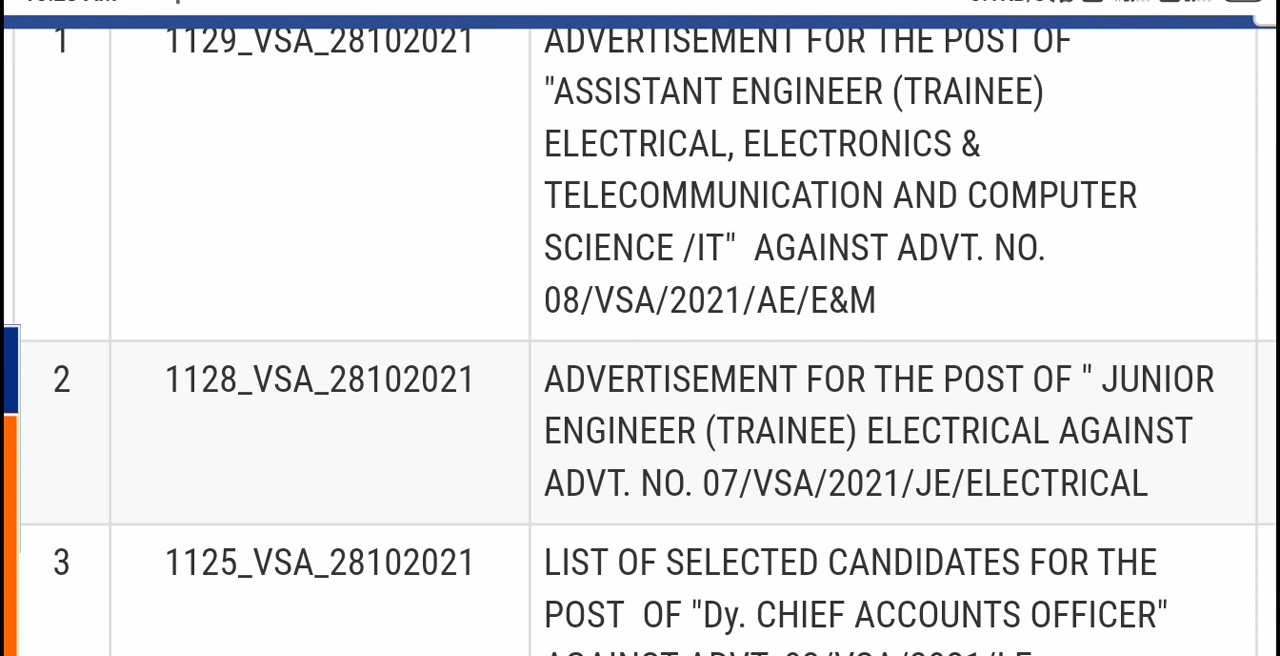 1
1129_VSA_28102021
ADVERTISEMENT FOR THE POST OF
"ASSISTANT ENGINEER (TRAINEE)
ELECTRICAL, ELECTRONICS &
TELECOMMUNICATION AND COMPUTER
SCIENCE /IT"  AGAINST ADVT. NO.
08/VSA/2021/AE/E&M
2
1128_VSA_28102021
ADVERTISEMENT FOR THE POST OF " JUNIOR
ENGINEER (TRAINEE) ELECTRICAL AGAINST
ADVT. NO. 07/VSA/2021/JE/ELECTRICAL
3
1125_VSA_28102021
LIST OF SELECTED CANDIDATES FOR THE
POST  OF "Dy. CHIEF ACCOUNTS OFFICER"
AGAINST ADVT.